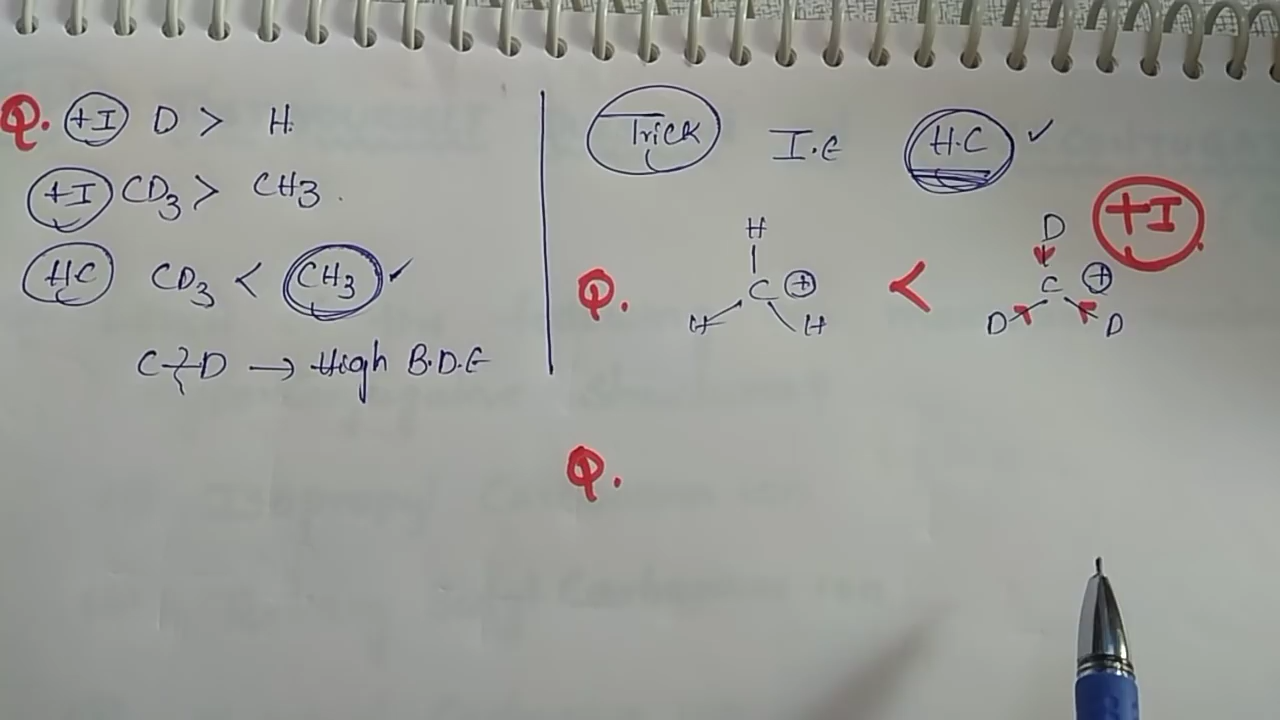 Q. +I D > H
+I CD3 > CH3.
HC CD3 < CH3 ✓
C-D → High B.D.E
Trick I.E H.C ✓
+I
H D
Q. C ⊕ < C ⊕
H H D D
Q.